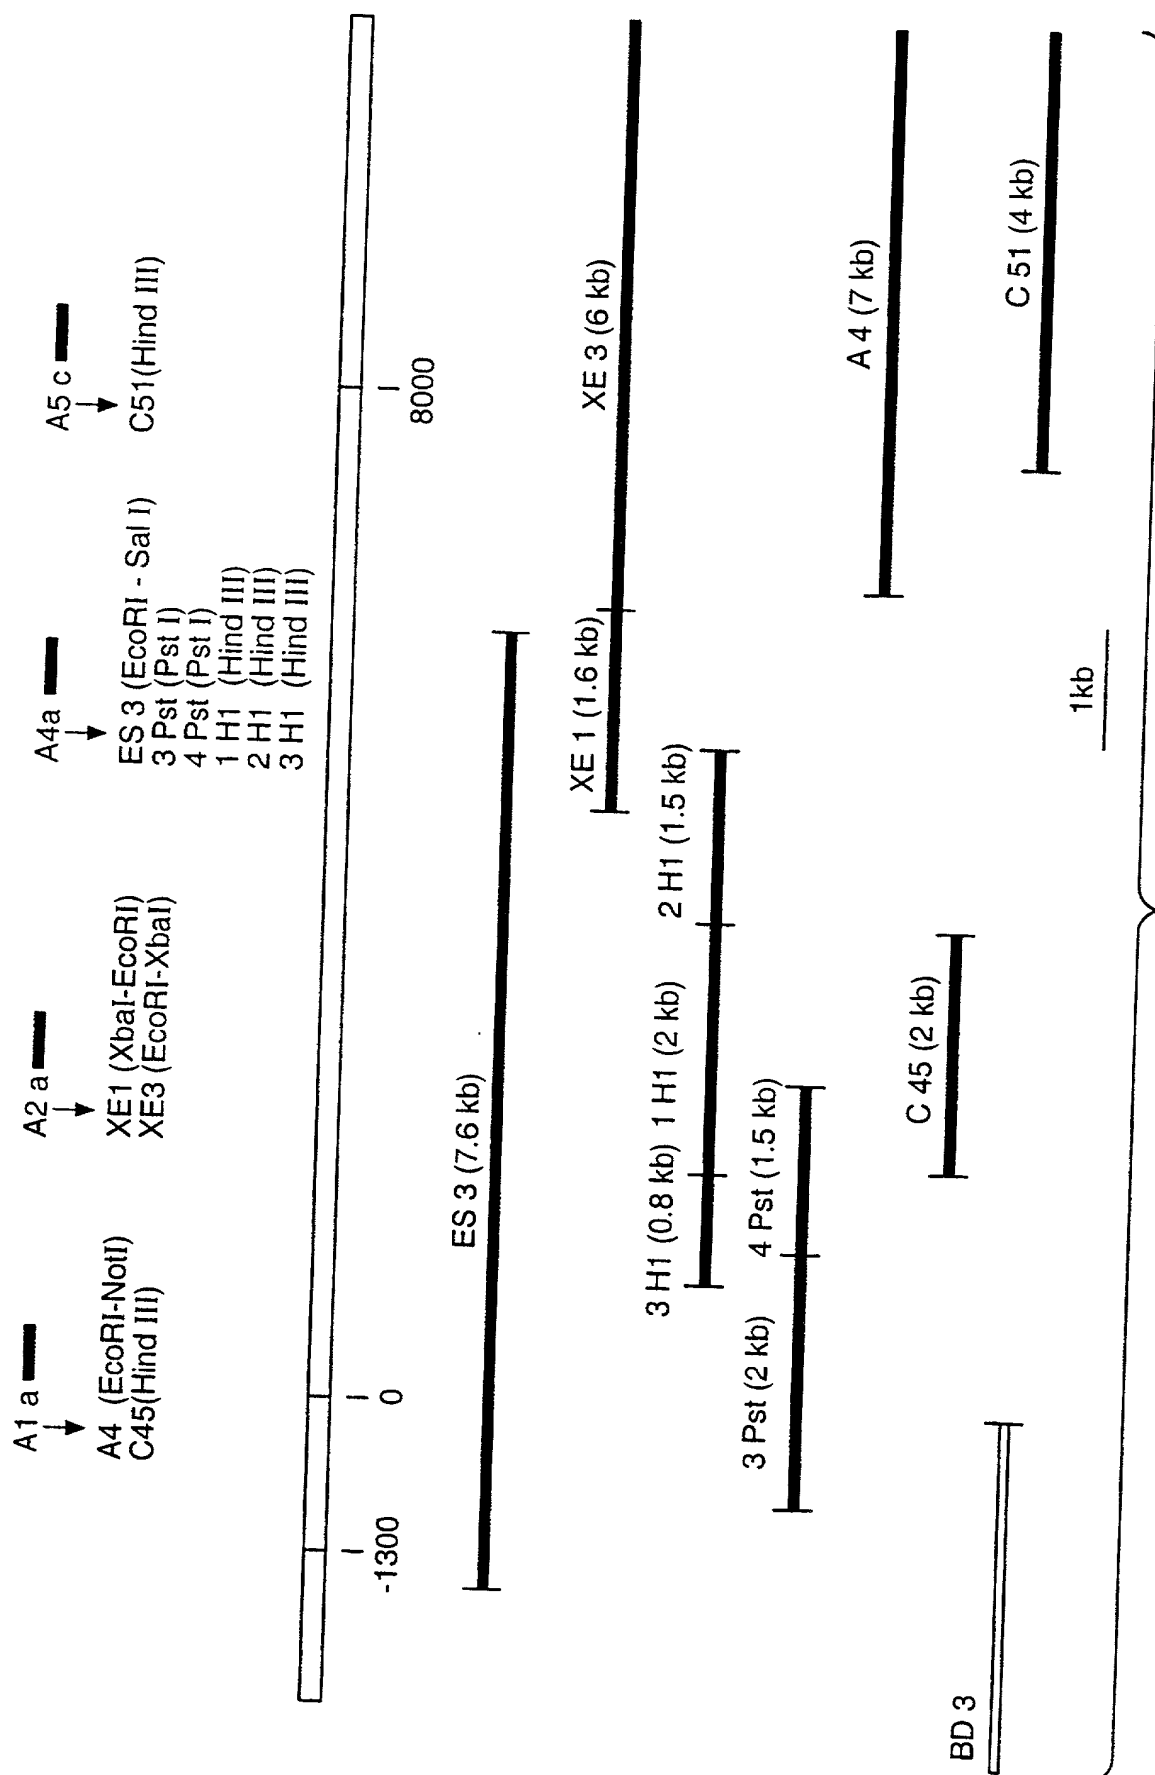 A1 a
A4 (EcoRI-NotI)
C45(Hind III)
A2 a
XE1 (XbaI-EcoRI)
XE3 (EcoRI-XbaI)
A4a
ES 3 (EcoRI - Sal I)
3 Pst (Pst I)
4 Pst (Pst I)
1 H1 (Hind III)
2 H1 (Hind III)
3 H1 (Hind III)
A5 c
C51(Hind III)
-1300
0
8000
ES 3 (7.6 kb)
XE 1 (1.6 kb)
XE 3 (6 kb)
3 H1 (0.8 kb)
1 H1 (2 kb)
2 H1 (1.5 kb)
3 Pst (2 kb)
4 Pst (1.5 kb)
A 4 (7 kb)
C 45 (2 kb)
BD 3
C 51 (4 kb)
1kb